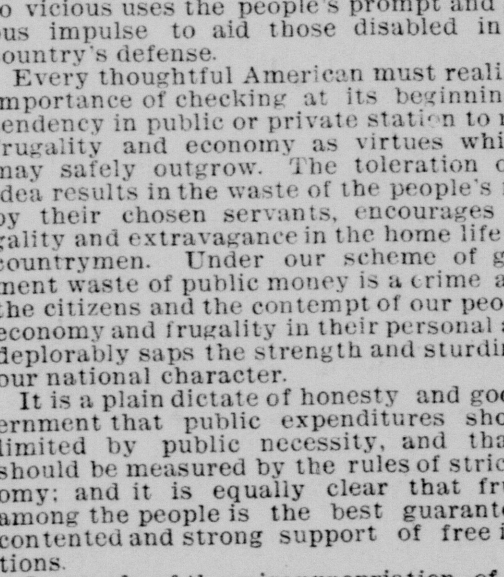 o vicious uses the people's prompt and
ous impulse to aid those disabled in
ountry's defense.
Every thoughtful American must reali
mportance of checking at its beginnin
endency in public or private station to
rugality and economy as virtues whi
may safely outgrow. The toleration o
dea results in the waste of the people's
by their chosen servants, encourages
gality and extravagance in the home life
countrymen. Under our scheme of g
ment waste of public money is a crime a
the citizens and the contempt of our peo
economy and frugality in their personal a
deplorably saps the strength and sturdi
our national character.
It is a plain dictate of honesty and goo
ernment that public expenditures sho
limited by public necessity, and tha
should be measured by the rules of stric
omy; and it is equally clear that fru
among the people is the best guarant
contented and strong support of free i
tions.